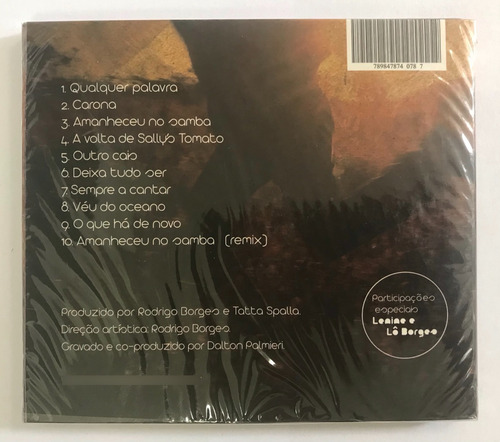 789847874 078 7
1. Qualquer palavra
2. Carona
3. Amanheceu no samba
4. A volta de Sally's Tomato
5. Outro cais
6. Deixa tudo ser
7. Sempre a cantar
8. Véu do oceano
9. O que há de novo
10. Amanheceu no samba (remix)
Produzido por Rodrigo Borges e Tatta Spalla.
Direção artística: Rodrigo Borges.
Gravado e co-produzido por Dalton Palmieri.
Participações
especiais
Lenine e
Lô Borges